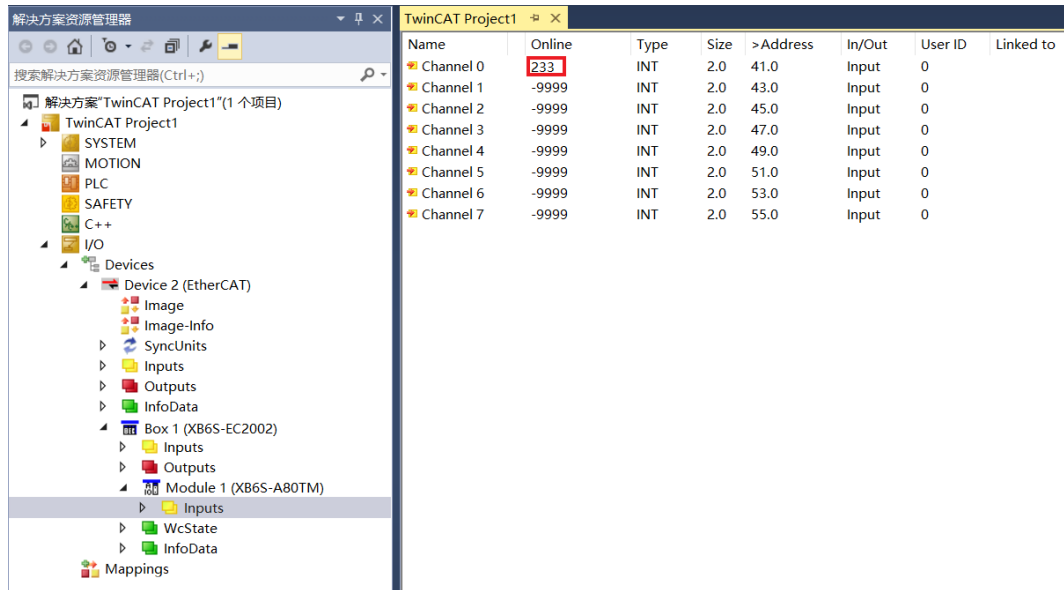 解决方案资源管理器
搜索解决方案资源管理器(Ctrl+;)
解决方案"TwinCAT Project1"(1 个项目)
TwinCAT Project1
SYSTEM
MOTION
PLC
SAFETY
C++
I/O
Devices
Device 2 (EtherCAT)
Image
Image-Info
SyncUnits
Inputs
Outputs
InfoData
Box 1 (XB6S-EC2002)
Inputs
Outputs
Module 1 (XB6S-A80TM)
Inputs
WcState
InfoData
Mappings
TwinCAT Project1
Name Online Type Size >Address In/Out User ID Linked to
Channel 0 233 INT 2.0 41.0 Input 0
Channel 1 -9999 INT 2.0 43.0 Input 0
Channel 2 -9999 INT 2.0 45.0 Input 0
Channel 3 -9999 INT 2.0 47.0 Input 0
Channel 4 -9999 INT 2.0 49.0 Input 0
Channel 5 -9999 INT 2.0 51.0 Input 0
Channel 6 -9999 INT 2.0 53.0 Input 0
Channel 7 -9999 INT 2.0 55.0 Input 0